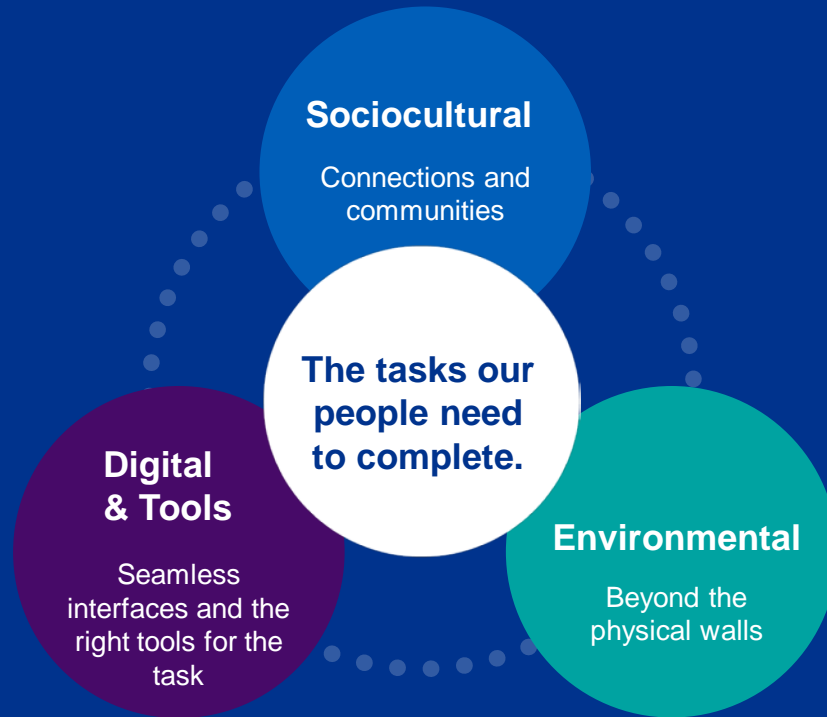 Sociocultural
Connections and
communities
The tasks our
people need
to complete.
Digital
& Tools
Seamless
interfaces and the
right tools for the
task
Environmental
Beyond the
physical walls